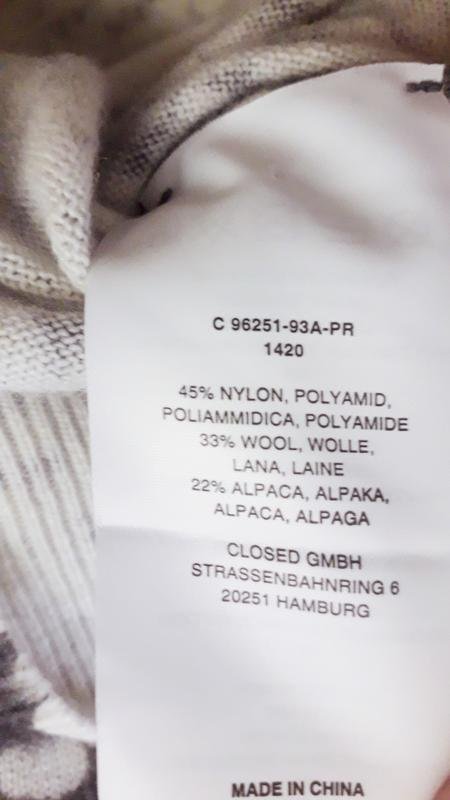 C 96251-93A-PR
1420
45% NYLON, POLYAMID,
POLIAMMIDICA, POLYAMIDE
33% WOOL, WOLLE,
LANA, LAINE
22% ALPACA, ALPAKA,
ALPACA, ALPAGA
CLOSED GMBH
STRASSENBAHNRING 6
20251 HAMBURG
MADE IN CHINA